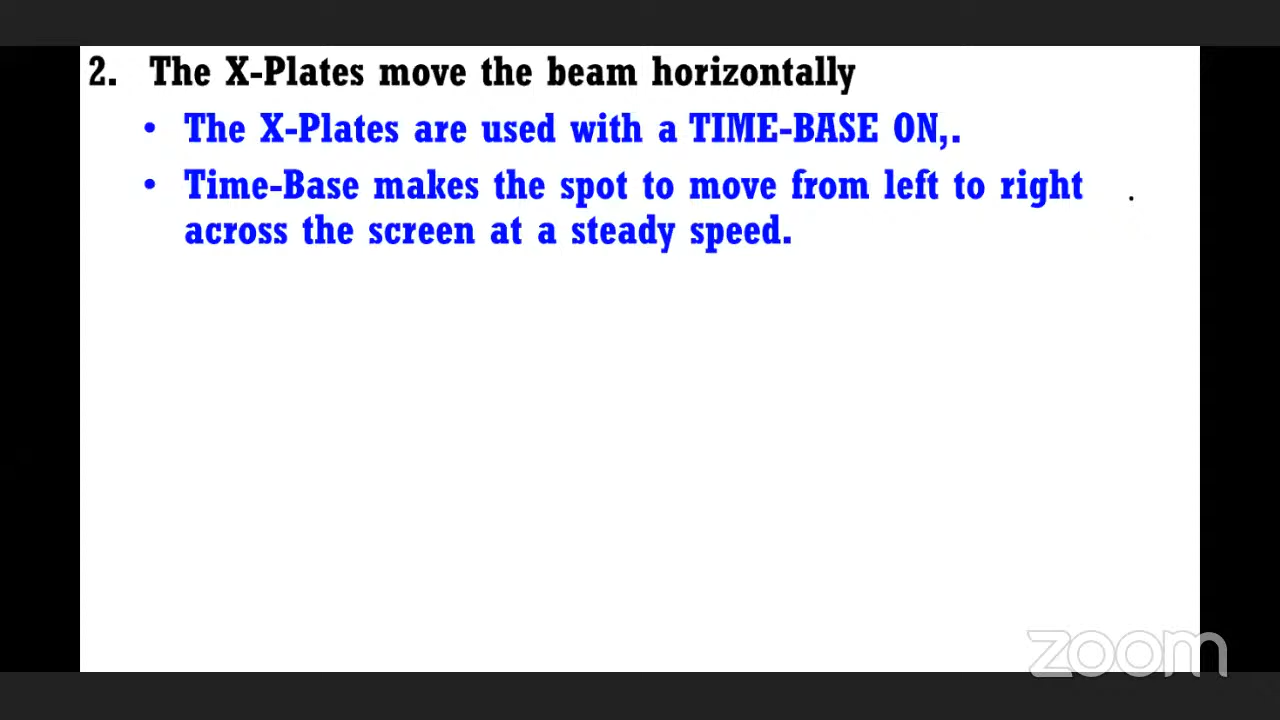 2. The X-Plates move the beam horizontally
• The X-Plates are used with a TIME-BASE ON,.
• Time-Base makes the spot to move from left to right
across the screen at a steady speed.
zoom